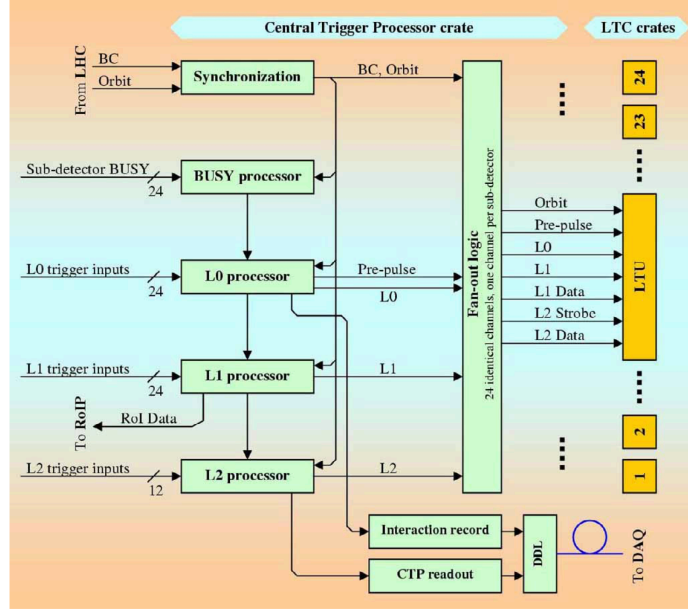 Central Trigger Processor crate
LTC crates
From LHC
BC
Orbit
Synchronization
BC, Orbit
24
23
Sub-detector BUSY
24
BUSY processor
Fan-out logic
24 identical channels, one channel per sub-detector
Orbit
Pre-pulse
L0
L1
L1 Data
L2 Strobe
L2 Data
LTU
L0 trigger inputs
24
L0 processor
Pre-pulse
L0
L1 trigger inputs
24
L1 processor
L1
To RoIP
RoI Data
2
1
L2 trigger inputs
12
L2 processor
L2
Interaction record
CTP readout
DDL
To DAQ